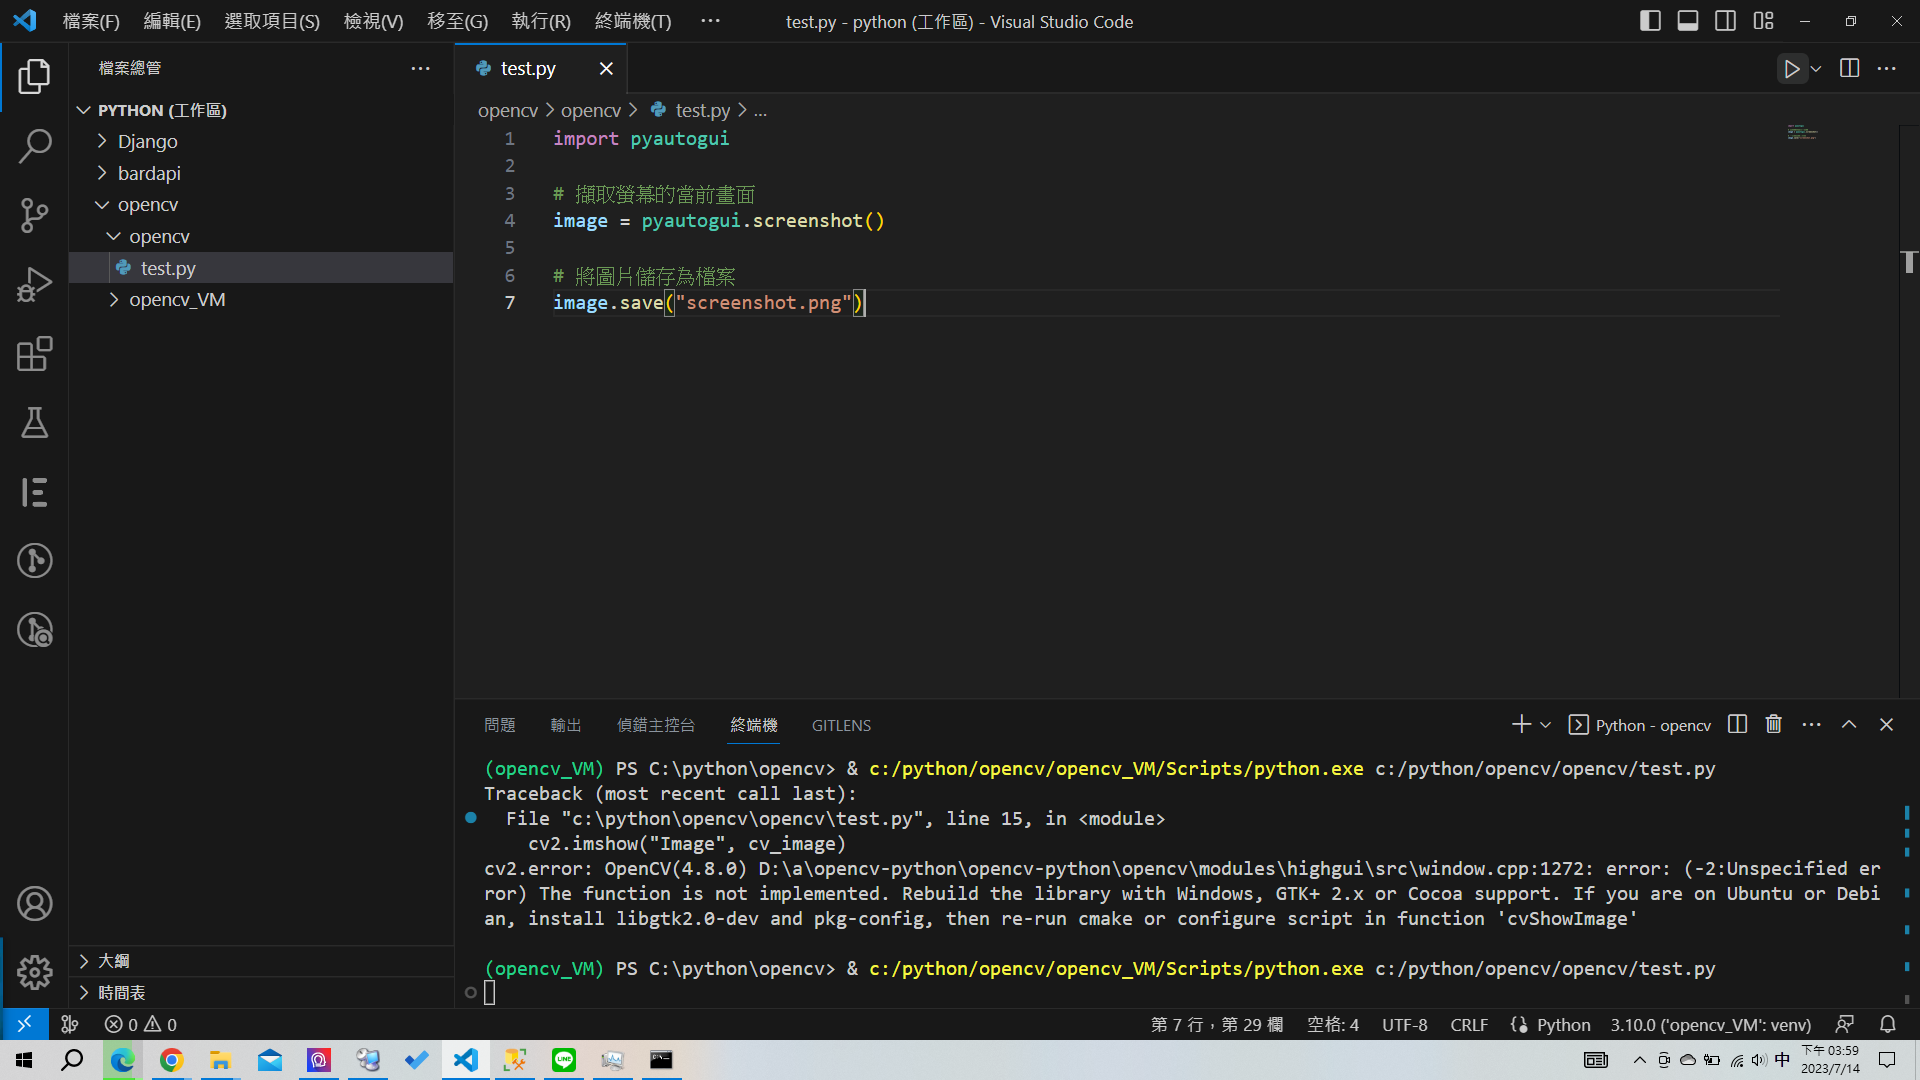 檔案(F) 編輯(E) 選取項目(S) 檢視(V) 移至(G) 執行(R) 終端機(T) ··· test.py - python (工作區) - Visual Studio Code
檔案總管 ···
PYTHON (工作區)
Django
bardapi
opencv
opencv
test.py
opencv_VM
大綱
時間表
test.py
opencv > opencv > test.py > ...
1 import pyautogui
2
3 # 擷取螢幕的當前畫面
4 image = pyautogui.screenshot()
5
6 # 將圖片儲存為檔案
7 image.save("screenshot.png")
問題 輸出 偵錯主控台 終端機 GITLENS Python - opencv
(opencv_VM) PS C:\python\opencv> & c:/python/opencv/opencv_VM/Scripts/python.exe c:/python/opencv/opencv/test.py
Traceback (most recent call last):
File "c:\python\opencv\opencv\test.py", line 15, in <module>
cv2.imshow("Image", cv_image)
cv2.error: OpenCV(4.8.0) D:\a\opencv-python\opencv-python\opencv\modules\highgui\src\window.cpp:1272: error: (-2:Unspecified er
ror) The function is not implemented. Rebuild the library with Windows, GTK+ 2.x or Cocoa support. If you are on Ubuntu or Debi
an, install libgtk2.0-dev and pkg-config, then re-run cmake or configure script in function 'cvShowImage'
(opencv_VM) PS C:\python\opencv> & c:/python/opencv/opencv_VM/Scripts/python.exe c:/python/opencv/opencv/test.py
0 0 第 7 行，第 29 欄 空格: 4 UTF-8 CRLF Python 3.10.0 ('opencv_VM': venv)
LINE 中 下午 03:59
2023/7/14